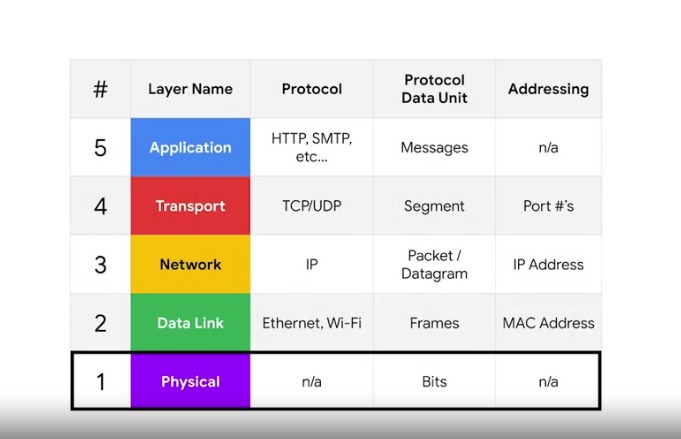 # Layer Name Protocol Protocol Data Unit Addressing
5 Application HTTP, SMTP, etc... Messages n/a
4 Transport TCP/UDP Segment Port #'s
3 Network IP Packet / Datagram IP Address
2 Data Link Ethernet, Wi-Fi Frames MAC Address
1 Physical n/a Bits n/a